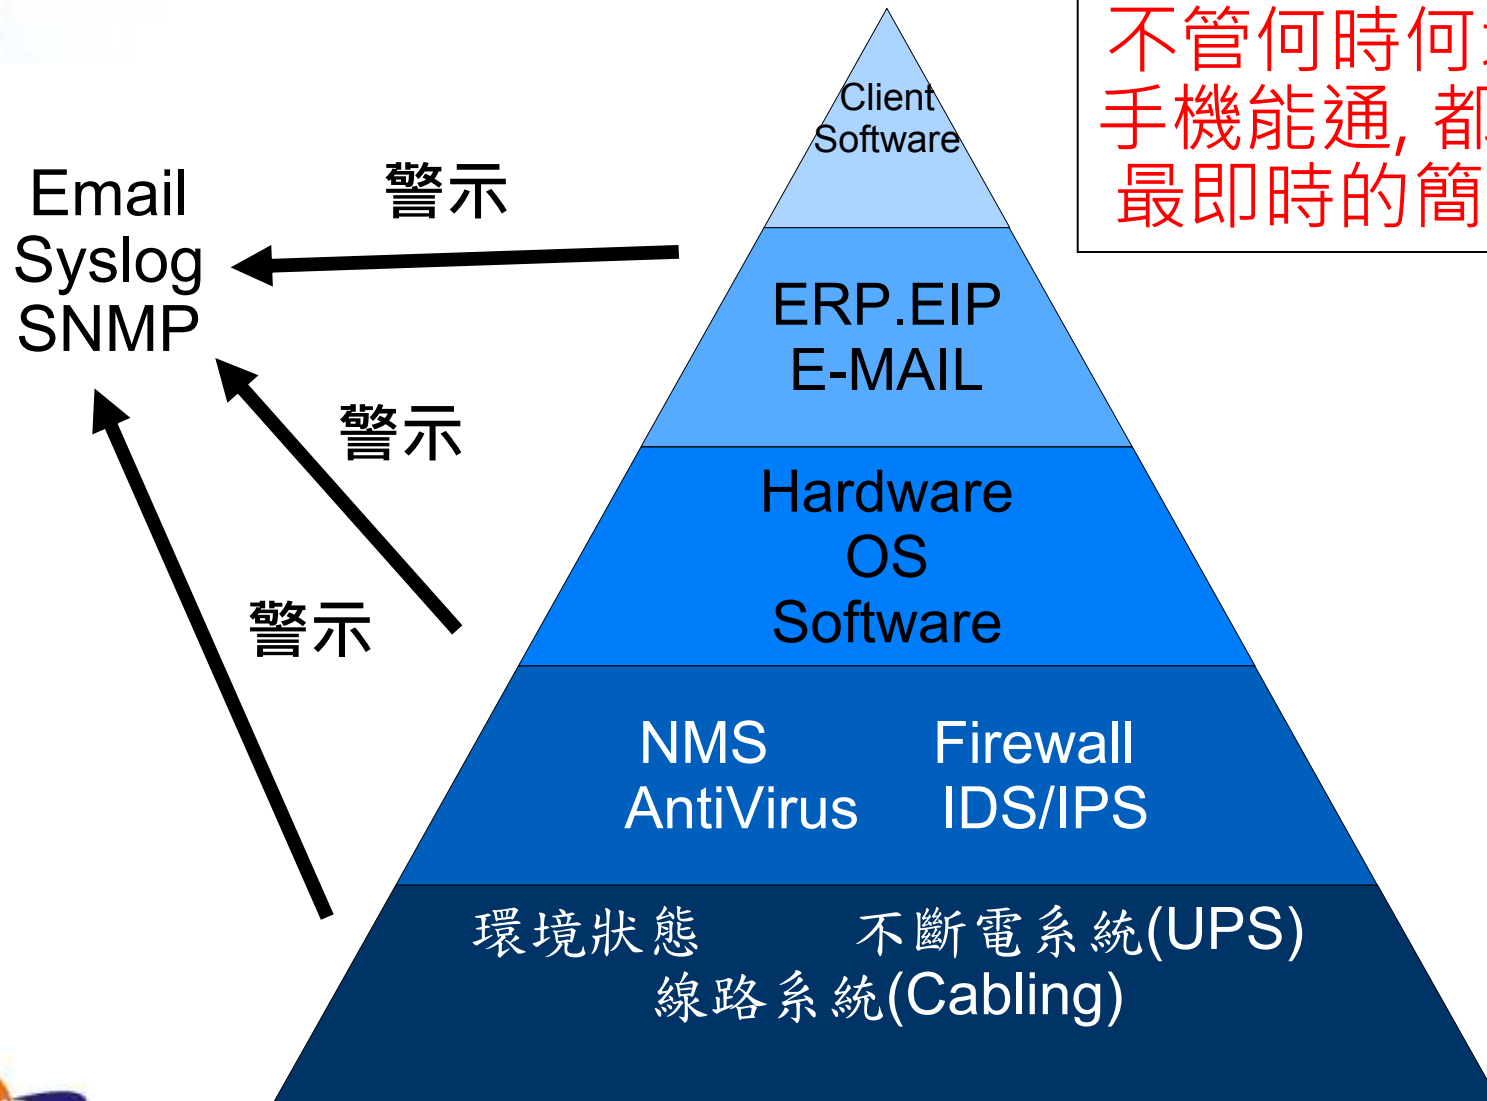 不管何時何
手機能通, 都
最即時的簡
Client
Software
警示
Email
Syslog
SNMP
ERP.EIP
E-MAIL
警示
Hardware
OS
Software
警示
NMS Firewall
AntiVirus IDS/IPS
環境狀態 不斷電系統(UPS)
線路系統(Cabling)